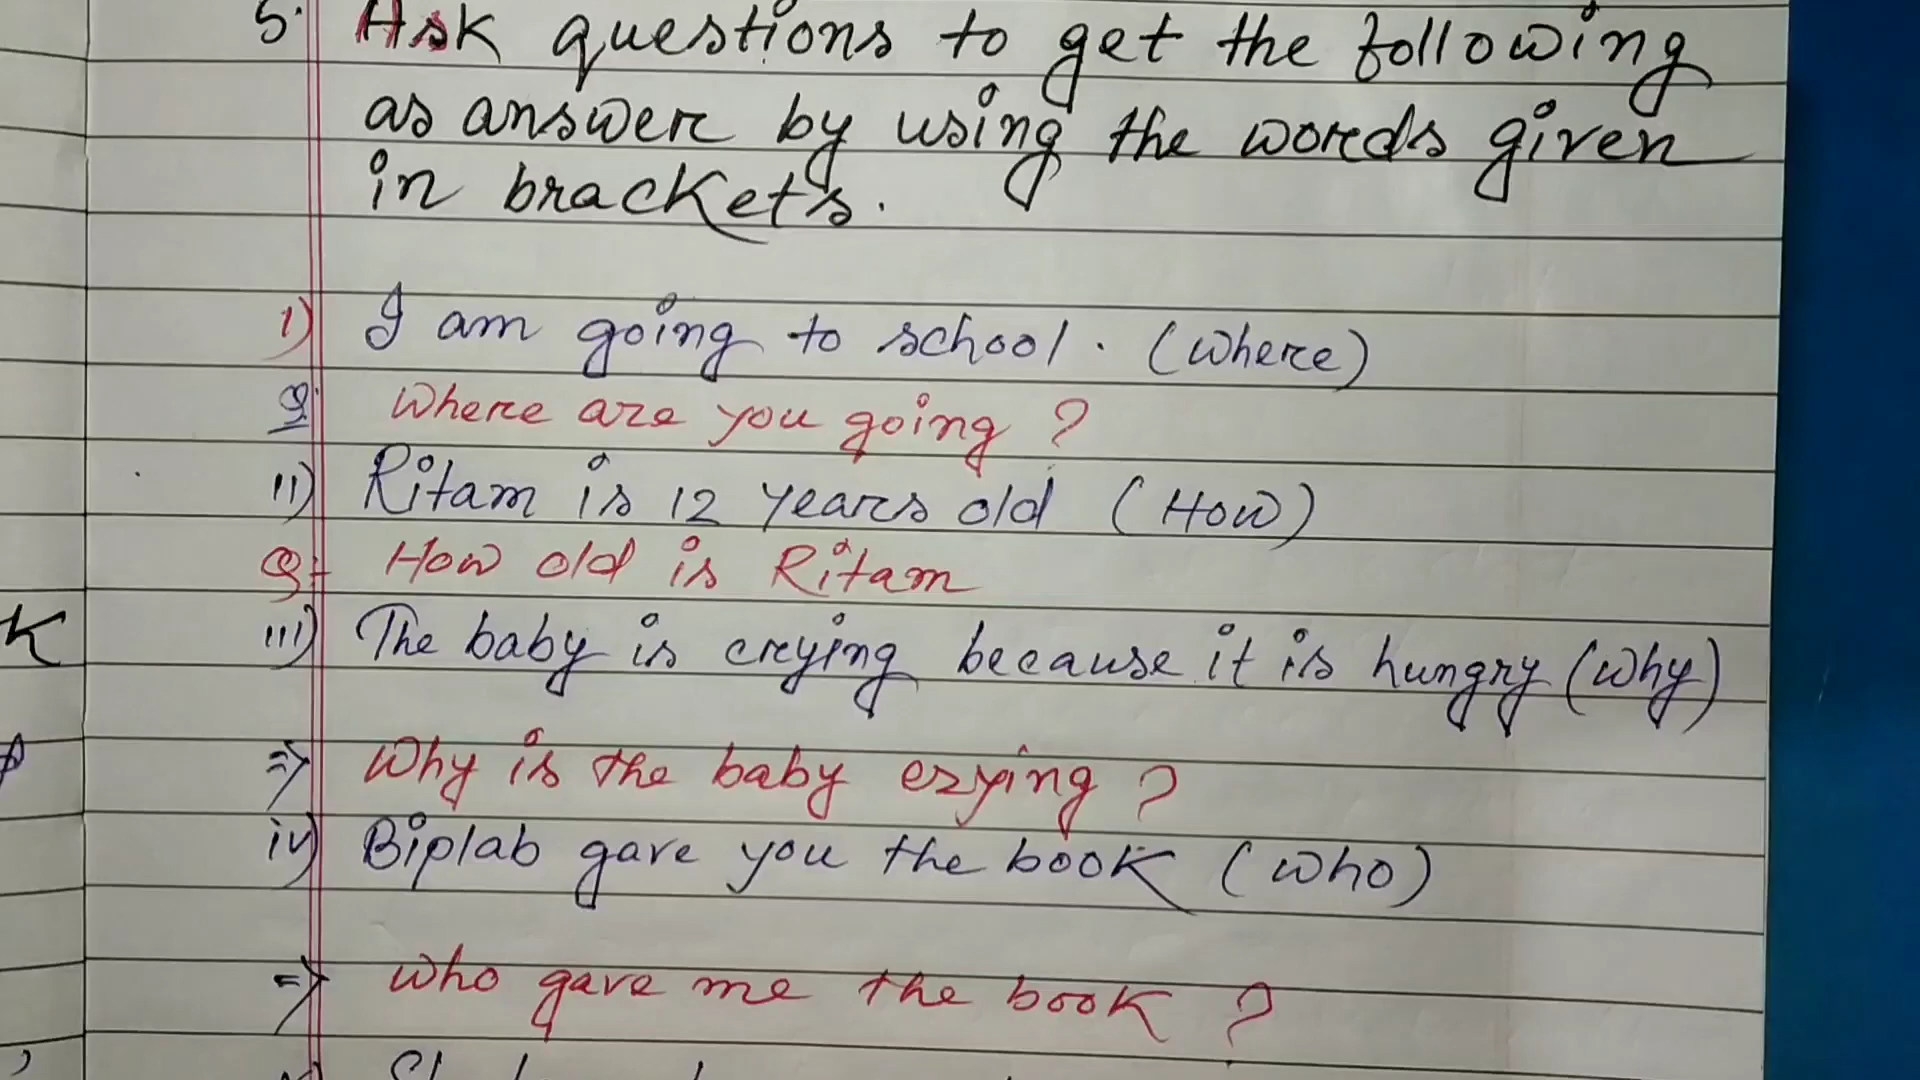 5. Ask questions to get the following
as answer by using the words given
in brackets.
i) I am going to school. (Where)
Q. Where are you going?
ii) Ritam is 12 years old (How)
Q:- How old is Ritam
iii) The baby is crying because it is hungry (Why)
K
⇒ Why is the baby crying?
iv) Biplab gave you the book (who)
⇒ who gave me the book?